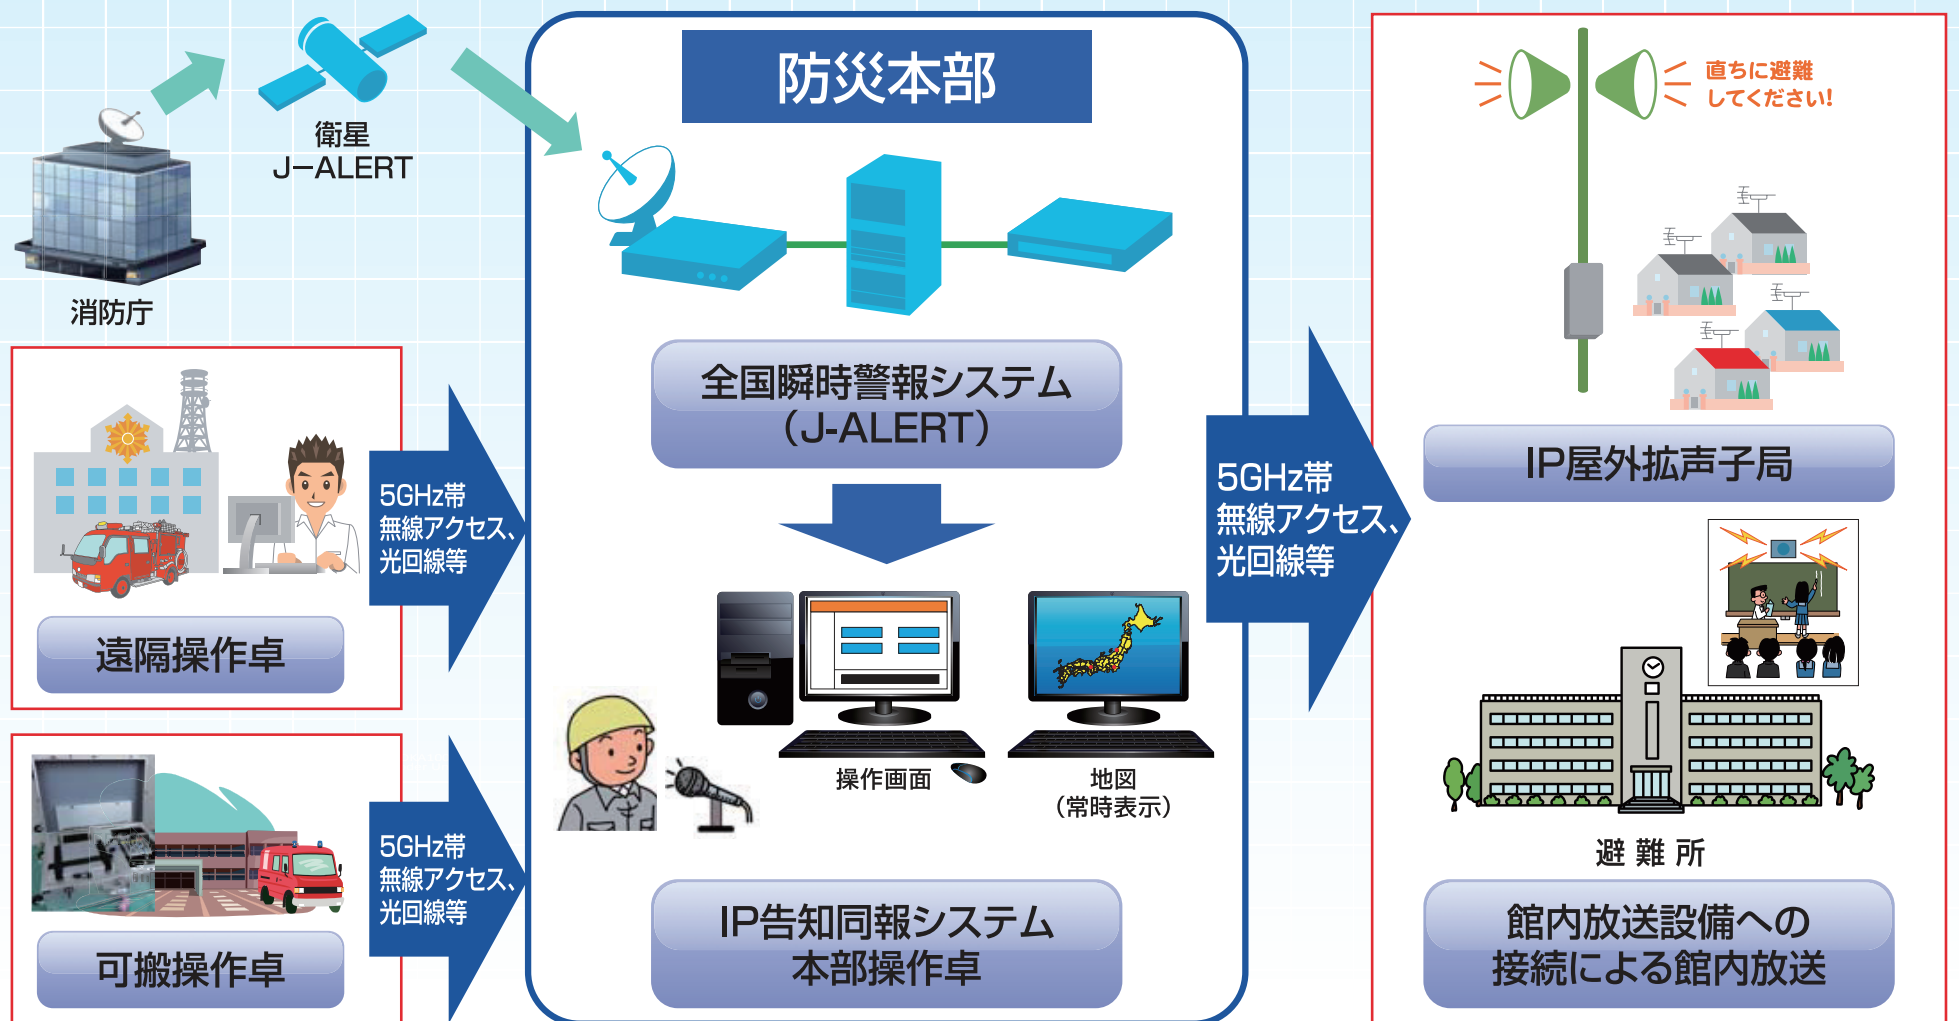 衛星
J−ALERT
消防庁
5GHz帯
無線アクセス、
光回線等
遠隔操作卓
5GHz帯
無線アクセス、
光回線等
可搬操作卓
防災本部
全国瞬時警報システム
（J-ALERT）
操作画面
地図
（常時表示）
IP告知同報システム
本部操作卓
5GHz帯
無線アクセス、
光回線等
直ちに避難
してください!
IP屋外拡声子局
避難所
館内放送設備への
接続による館内放送